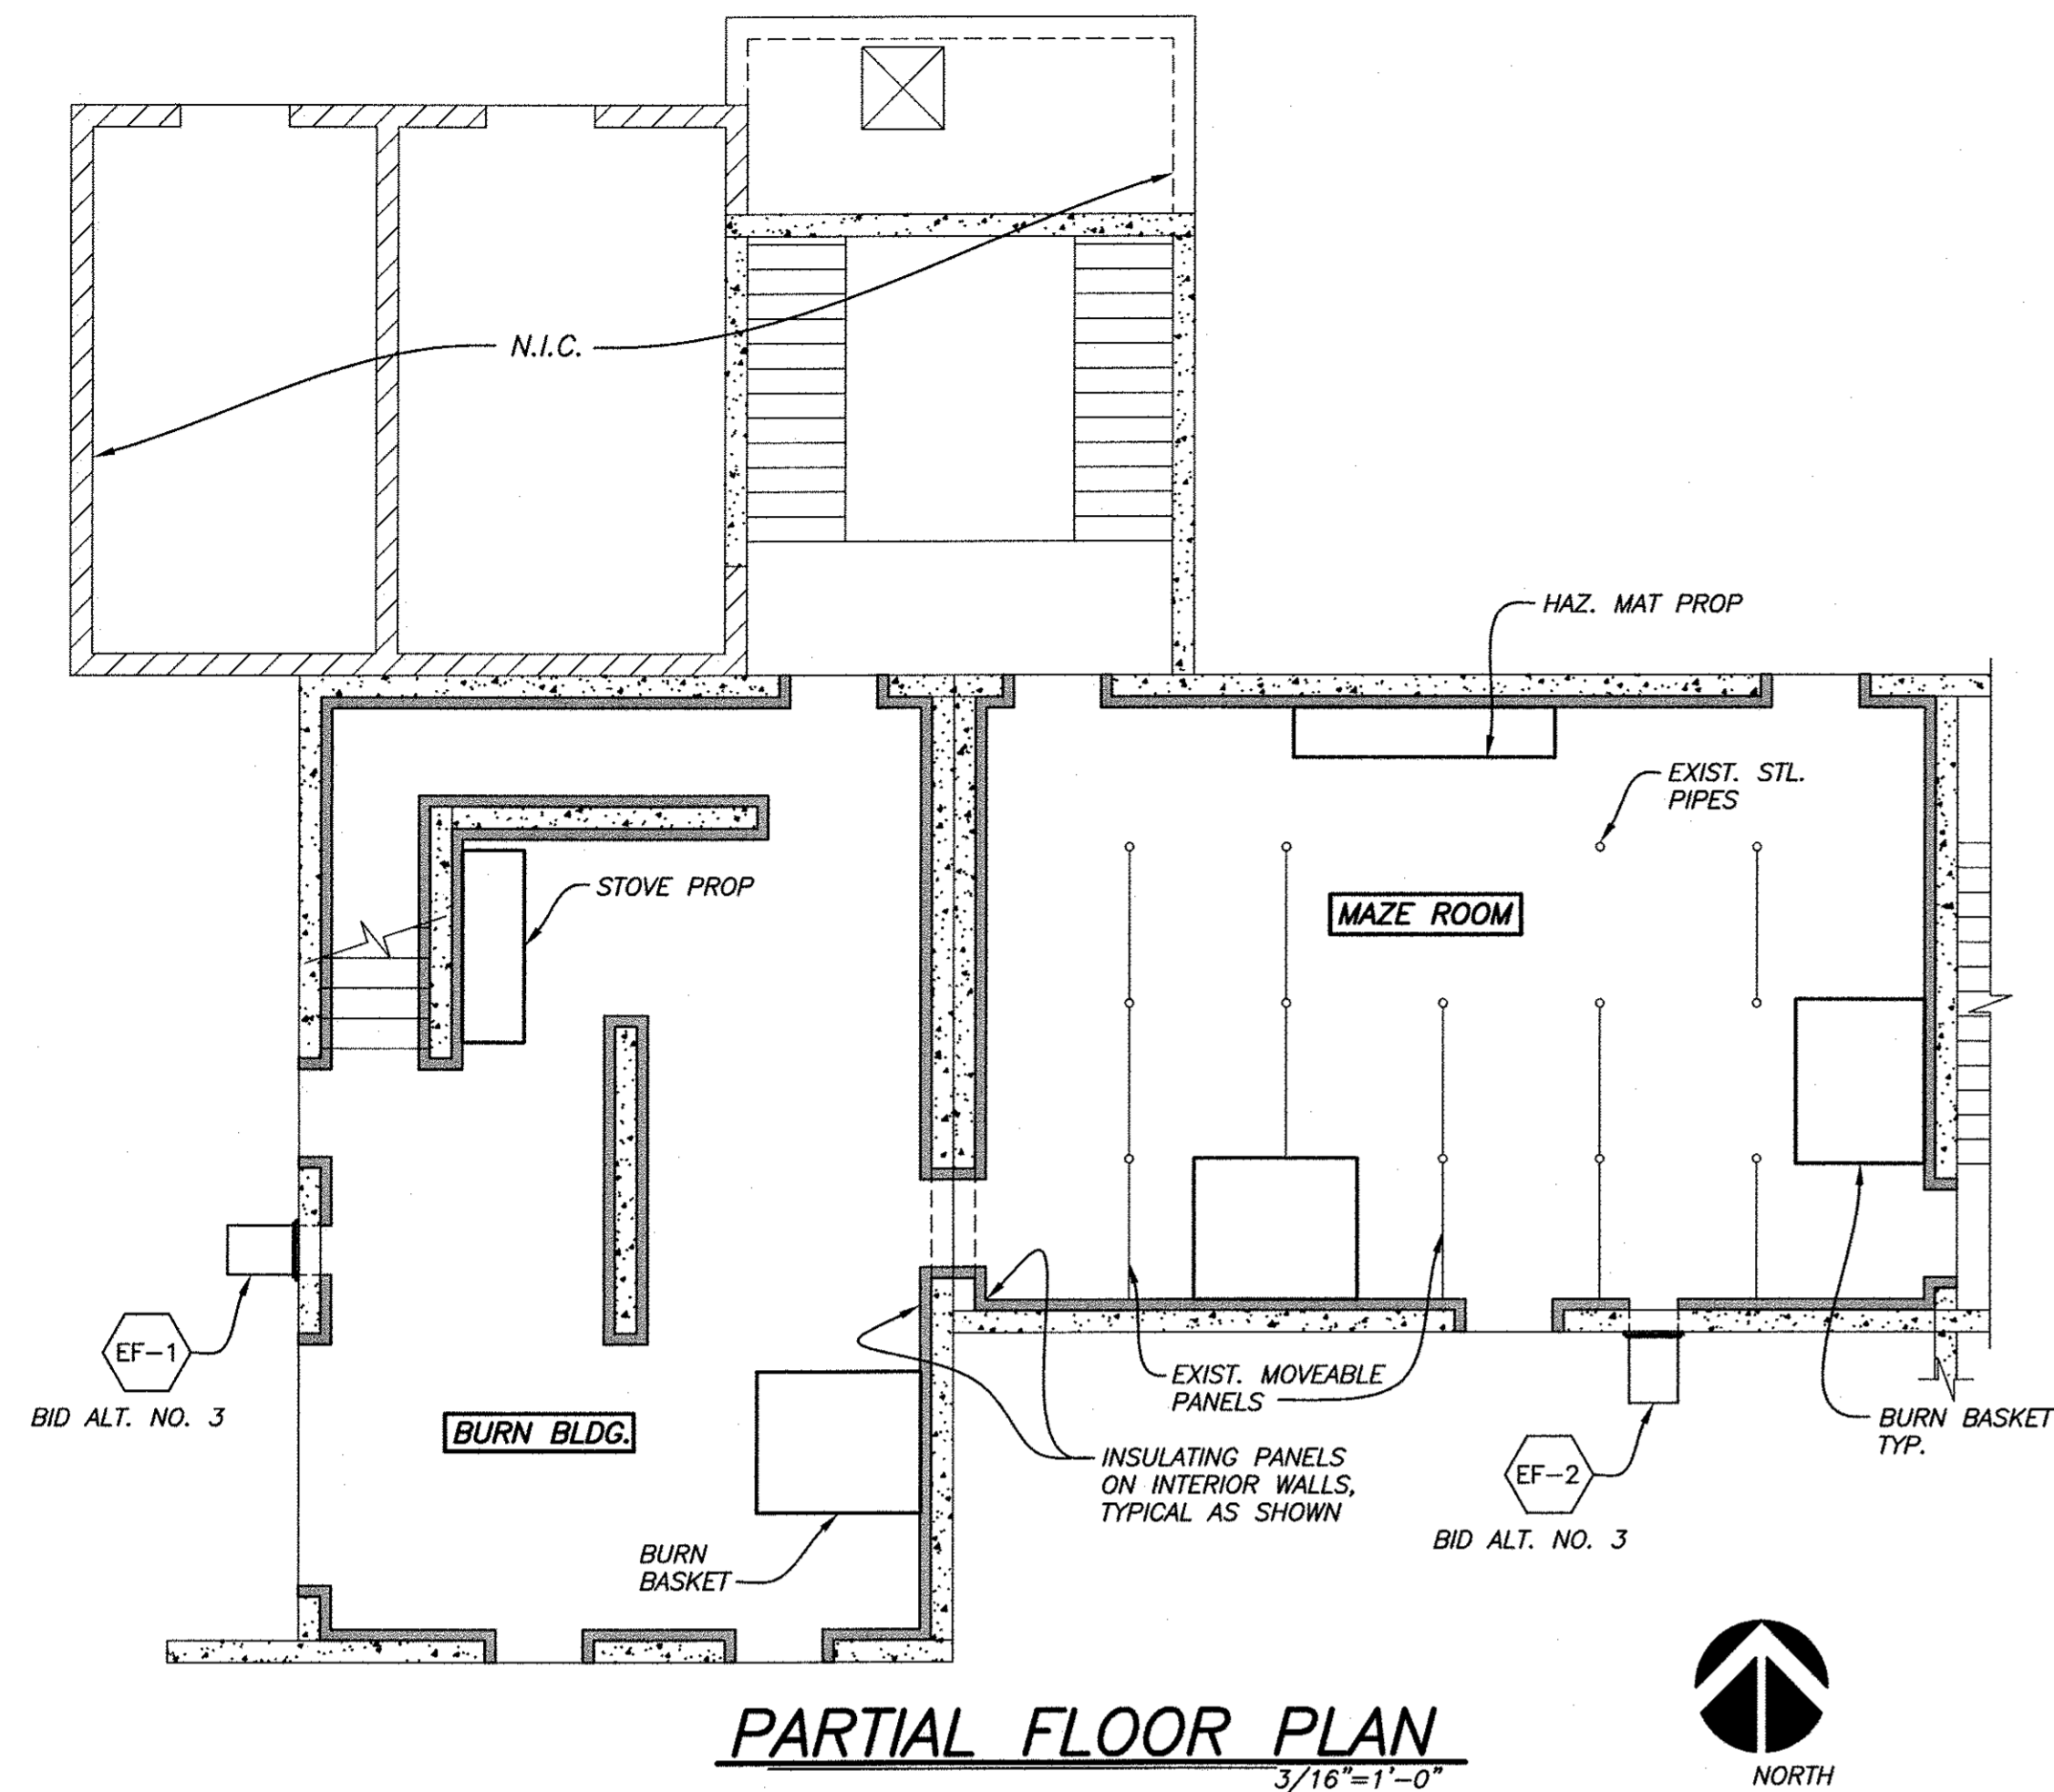 N.I.C.
HAZ. MAT PROP
EXIST. STL.
PIPES
STOVE PROP
MAZE ROOM
EF-1
BID ALT. NO. 3
BURN BLDG.
EXIST. MOVEABLE
PANELS
BURN BASKET
TYP.
INSULATING PANELS
ON INTERIOR WALLS,
TYPICAL AS SHOWN
EF-2
BID ALT. NO. 3
BURN
BASKET
PARTIAL FLOOR PLAN
3/16"=1'-0"
NORTH